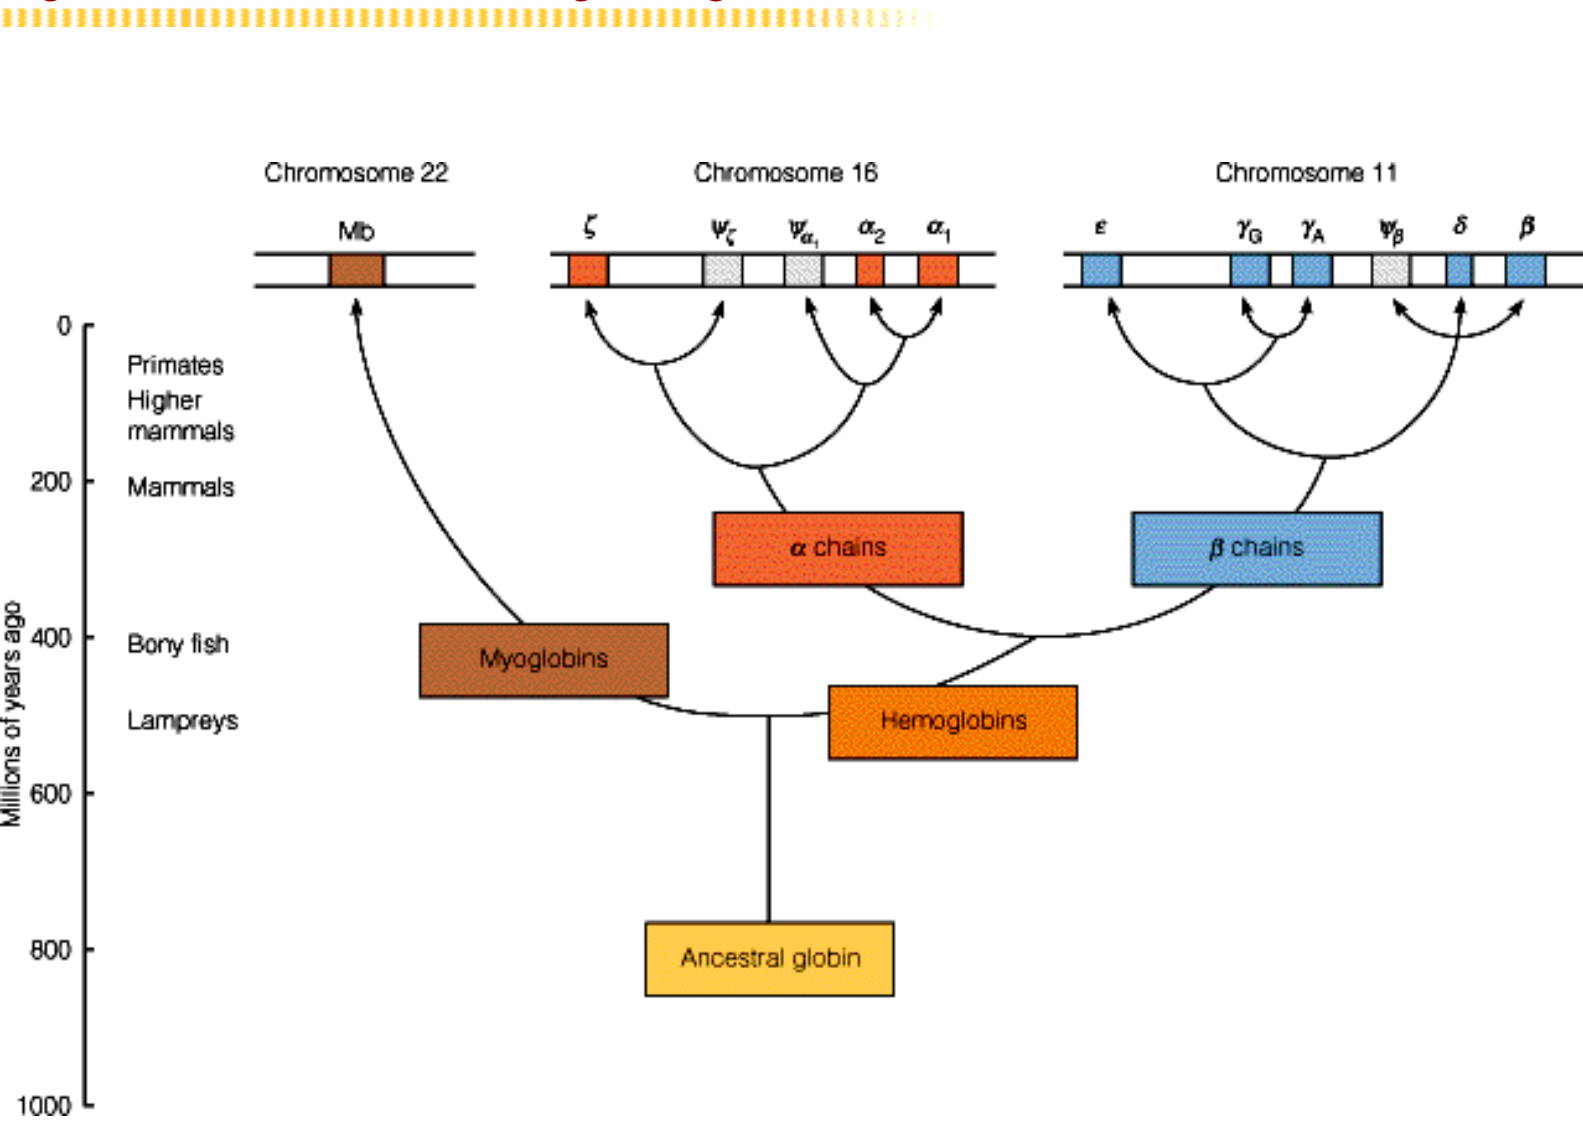 Chromosome 22
Chromosome 16
Chromosome 11
Mb
ζ
ψζ
ψα1
α2
α1
ε
γG
γA
ψβ
δ
β
0
Primates
Higher
mammals
200
Mammals
α chains
β chains
400
Bony fish
Myoglobins
Lampreys
Hemoglobins
Millions of years ago
600
800
Ancestral globin
1000